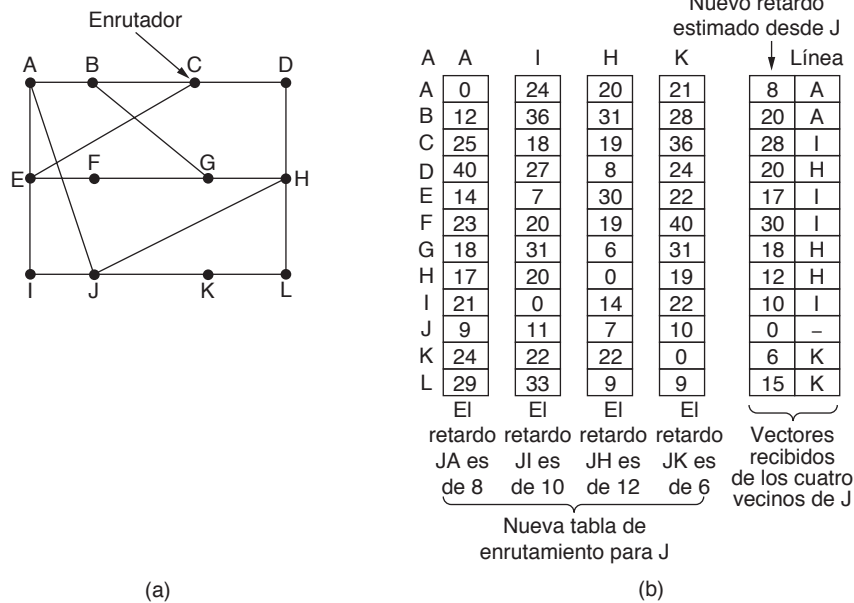 Enrutador
A B C D
E F G H
I J K L
(a)
Nuevo retardo
estimado desde J
A A I H K Línea
A 0 24 20 21 8 A
B 12 36 31 28 20 A
C 25 18 19 36 28 I
D 40 27 8 24 20 H
E 14 7 30 22 17 I
F 23 20 19 40 30 I
G 18 31 6 31 18 H
H 17 20 0 19 12 H
I 21 0 14 22 10 I
J 9 11 7 10 0 –
K 24 22 22 0 6 K
L 29 33 9 9 15 K
El El El El
retardo retardo retardo retardo
JA es JI es JH es JK es
de 8 de 10 de 12 de 6
Vectores
recibidos
de los cuatro
vecinos de J
Nueva tabla de
enrutamiento para J
(b)